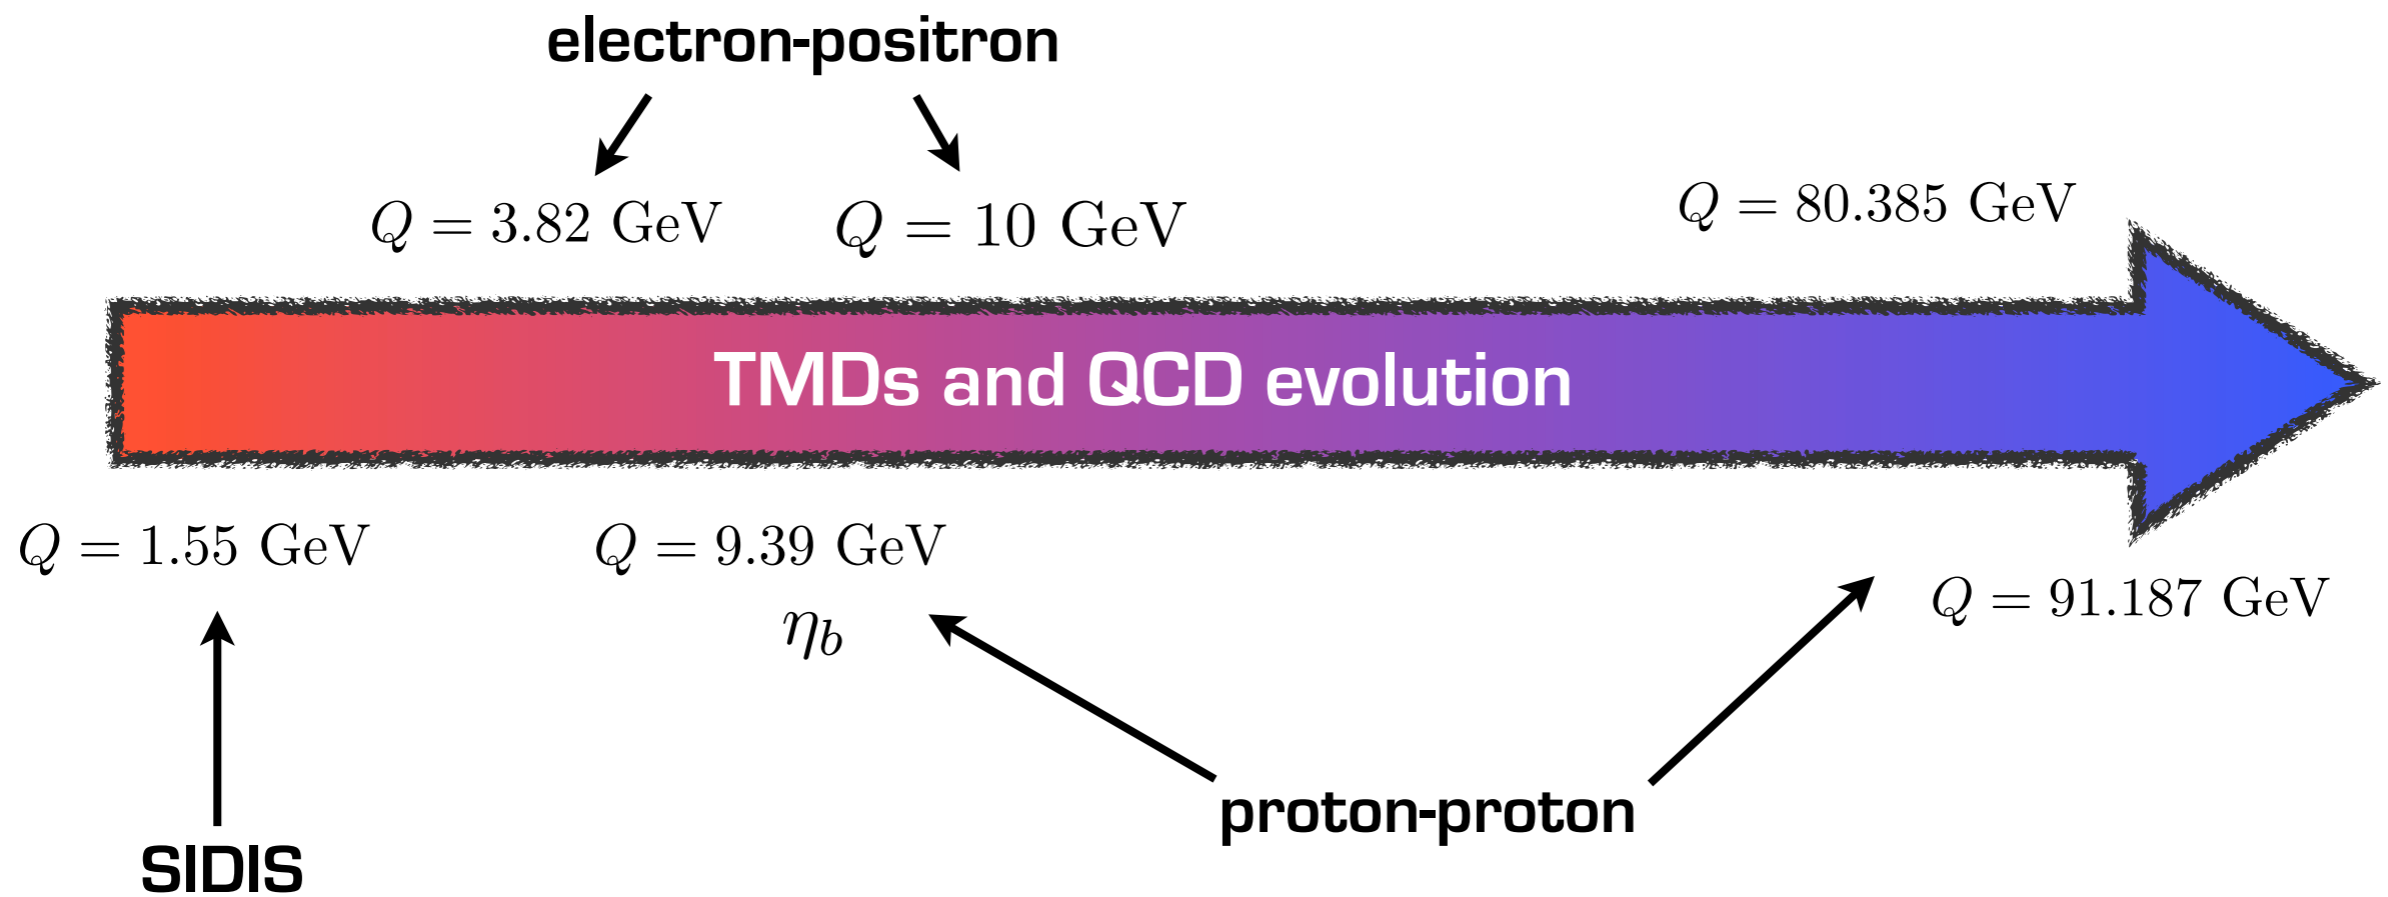 electron-positron
Q = 3.82 GeV
Q = 10 GeV
Q = 80.385 GeV
TMDs and QCD evolution
Q = 1.55 GeV
Q = 9.39 GeV
η_b
Q = 91.187 GeV
proton-proton
SIDIS